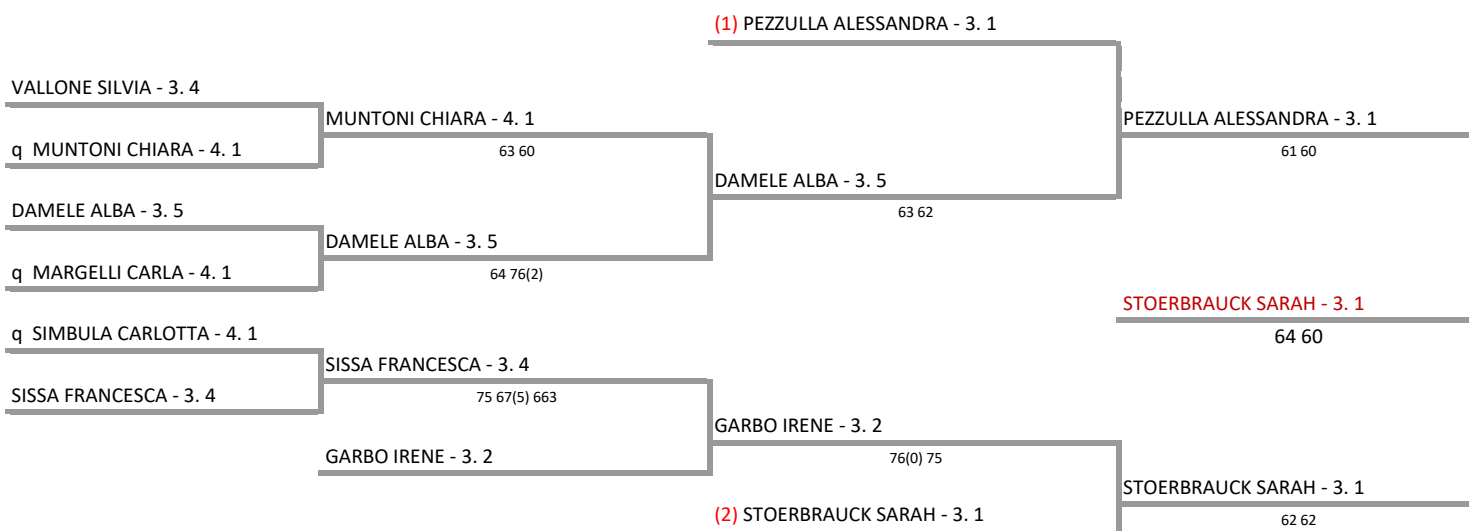 (1) PEZZULLA ALESSANDRA - 3. 1
VALLONE SILVIA - 3. 4
MUNTONI CHIARA - 4. 1
PEZZULLA ALESSANDRA - 3. 1
q MUNTONI CHIARA - 4. 1
63 60
61 60
DAMELE ALBA - 3. 5
DAMELE ALBA - 3. 5
63 62
DAMELE ALBA - 3. 5
q MARGELLI CARLA - 4. 1
64 76(2)
STOERBRAUCK SARAH - 3. 1
q SIMBULA CARLOTTA - 4. 1
64 60
SISSA FRANCESCA - 3. 4
SISSA FRANCESCA - 3. 4
75 67(5) 663
GARBO IRENE - 3. 2
GARBO IRENE - 3. 2
76(0) 75
STOERBRAUCK SARAH - 3. 1
(2) STOERBRAUCK SARAH - 3. 1
62 62